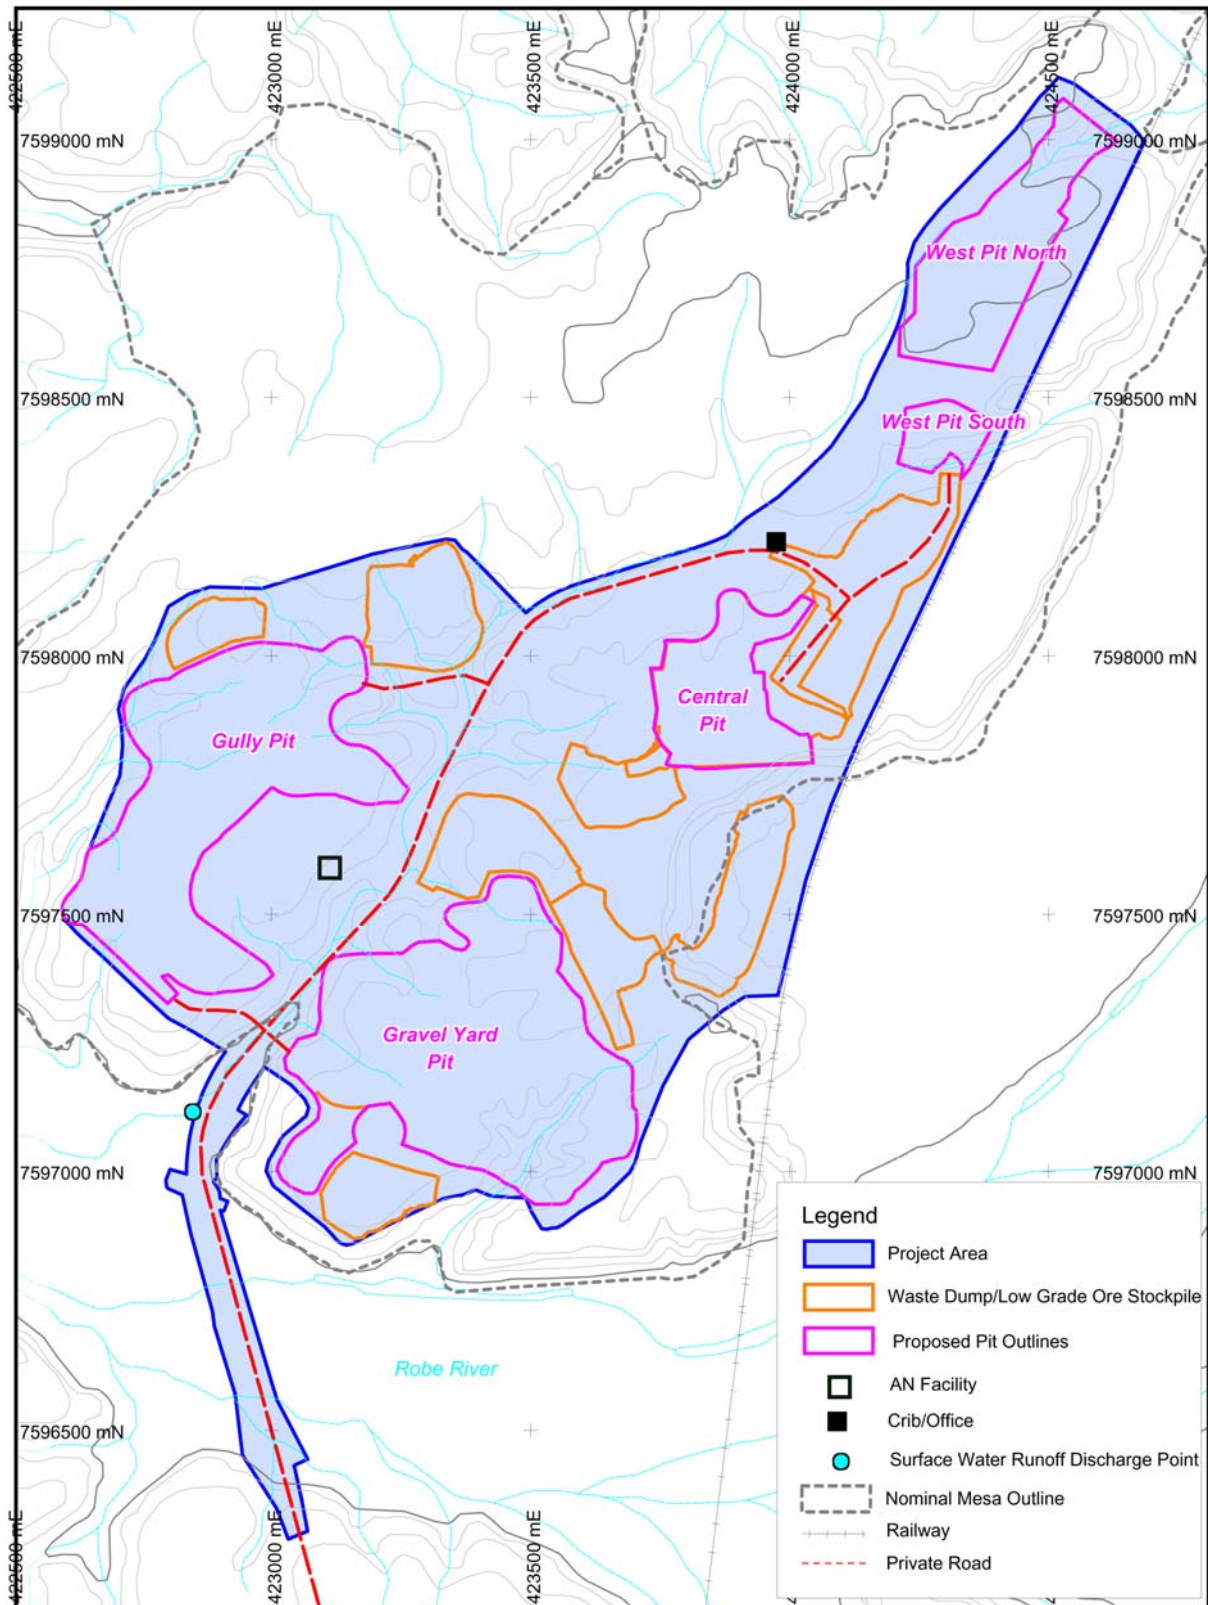 422500 mE
423000 mE
423500 mE
424000 mE
424500 mE
7599000 mN
7599000 mN
West Pit North
7598500 mN
7598500 mN
West Pit South
7598000 mN
7598000 mN
Central
Pit
Gully Pit
7597500 mN
7597500 mN
Gravel Yard
Pit
7597000 mN
7597000 mN
Legend
Project Area
Waste Dump/Low Grade Ore Stockpile
Proposed Pit Outlines
AN Facility
Crib/Office
Surface Water Runoff Discharge Point
Nominal Mesa Outline
Railway
Private Road
Robe River
7596500 mN
422500 mE
423000 mE
423500 mE